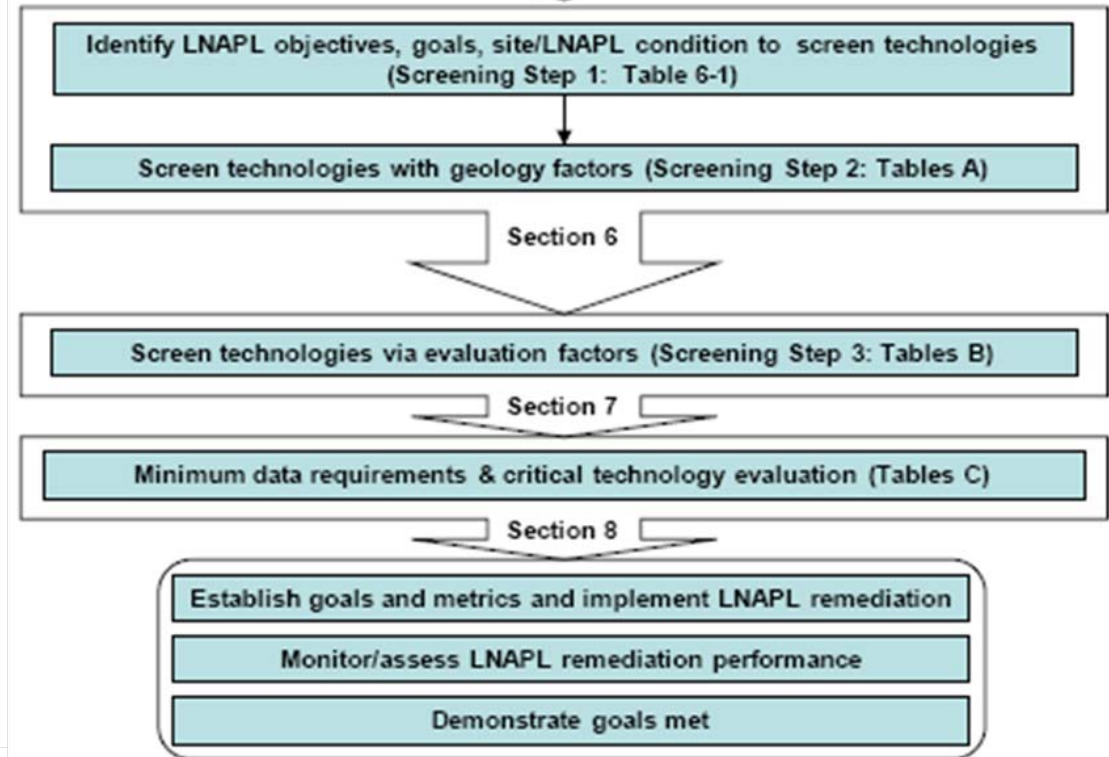 Identify LNAPL objectives, goals, site/LNAPL condition to screen technologies
(Screening Step 1: Table 6-1)
Screen technologies with geology factors (Screening Step 2: Tables A)
Section 6
Screen technologies via evaluation factors (Screening Step 3: Tables B)
Section 7
Minimum data requirements & critical technology evaluation (Tables C)
Section 8
Establish goals and metrics and implement LNAPL remediation
Monitor/assess LNAPL remediation performance
Demonstrate goals met